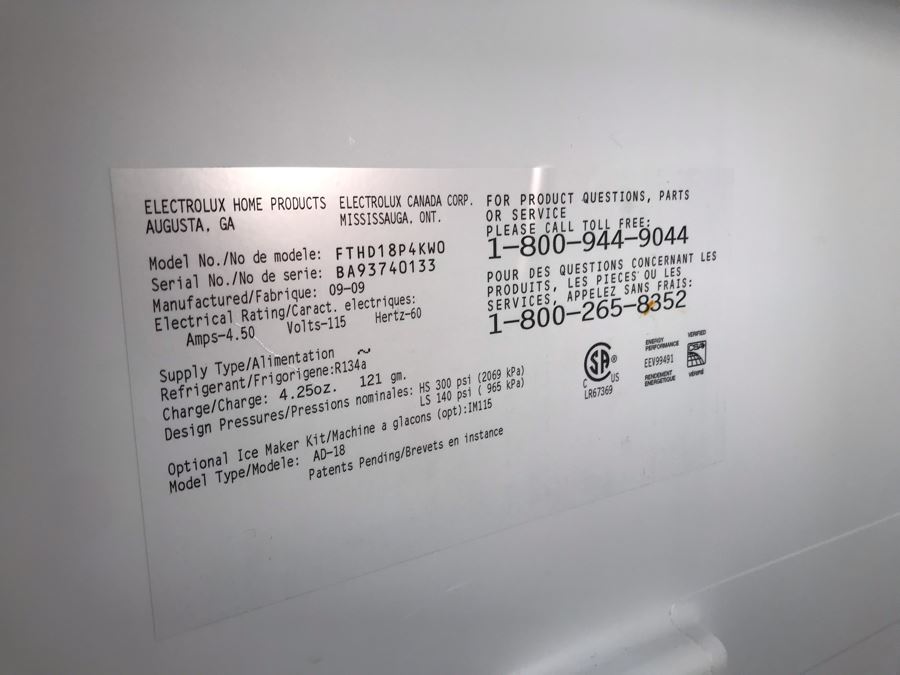 ELECTROLUX HOME PRODUCTS
AUGUSTA, GA
ELECTROLUX CANADA CORP.
MISSISSAUGA, ONT.
Model No./No de modele: FTHD18P4KW0
Serial No./No de serie: BA93740133
Manufactured/Fabrique: 09-09
Electrical Rating/Caract. electriques:
Amps-4.50 Volts-115 Hertz-60
Supply Type/Alimentation ~
Refrigerant/Frigorigene:R134a
Charge/Charge: 4.25oz. 121 gm.
Design Pressures/Pressions nominales: HS 300 psi (2069 kPa)
LS 140 psi ( 965 kPa)
Optional Ice Maker Kit/Machine a glacons (opt):IM115
Model Type/Modele: AD-18
Patents Pending/Brevets en instance
FOR PRODUCT QUESTIONS, PARTS
OR SERVICE
PLEASE CALL TOLL FREE:
1-800-944-9044
POUR DES QUESTIONS CONCERNANT LES
PRODUITS, LES PIECES OU LES
SERVICES, APPELEZ SANS FRAIS:
1-800-265-8352
SA®
C US
LR67369
ENERGY
PERFORMANCE
EEV99491
RENDEMENT
ÉNERGÉTIQUE
VERIFIED
CSA
VÉRIFIÉ